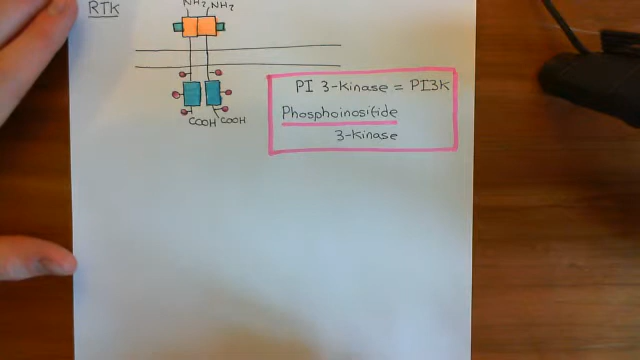 RTK
NH2 NH2
PI 3-kinase = PI3K
Phosphoinositide
3-kinase
COOH COOH